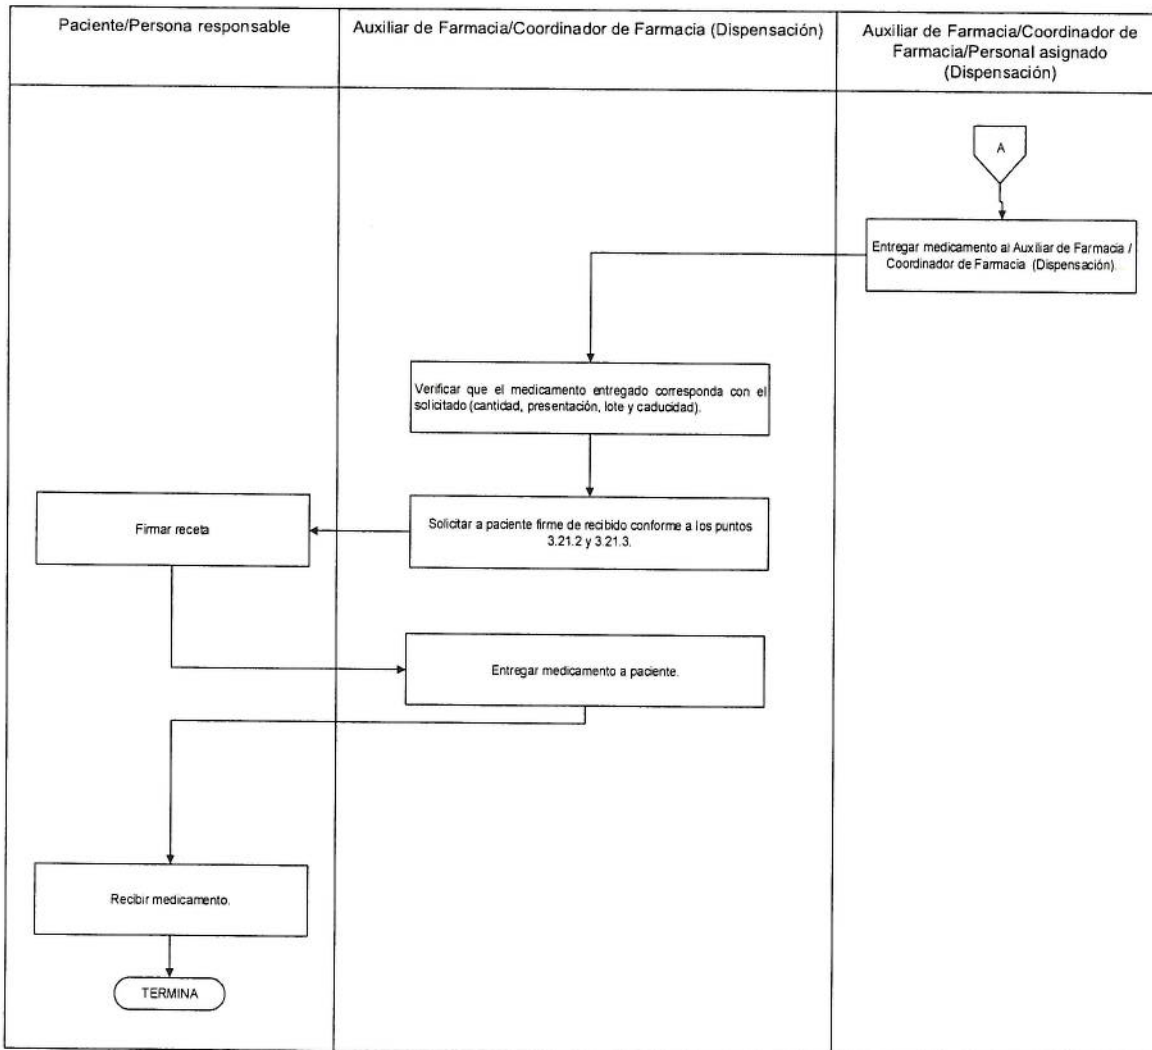 Paciente/Persona responsable
Auxiliar de Farmacia/Coordinador de Farmacia (Dispensación)
Auxiliar de Farmacia/Coordinador de
Farmacia/Personal asignado
(Dispensación)
A
Entregar medicamento al Auxiliar de Farmacia /
Coordinador de Farmacia (Dispensación).
Verificar que el medicamento entregado corresponda con el
solicitado (cantidad, presentación, lote y caducidad).
Solicitar a paciente firme de recibido conforme a los puntos
3.21.2 y 3.21.3.
Firmar receta
Entregar medicamento a paciente.
Recibir medicamento.
TERMINA